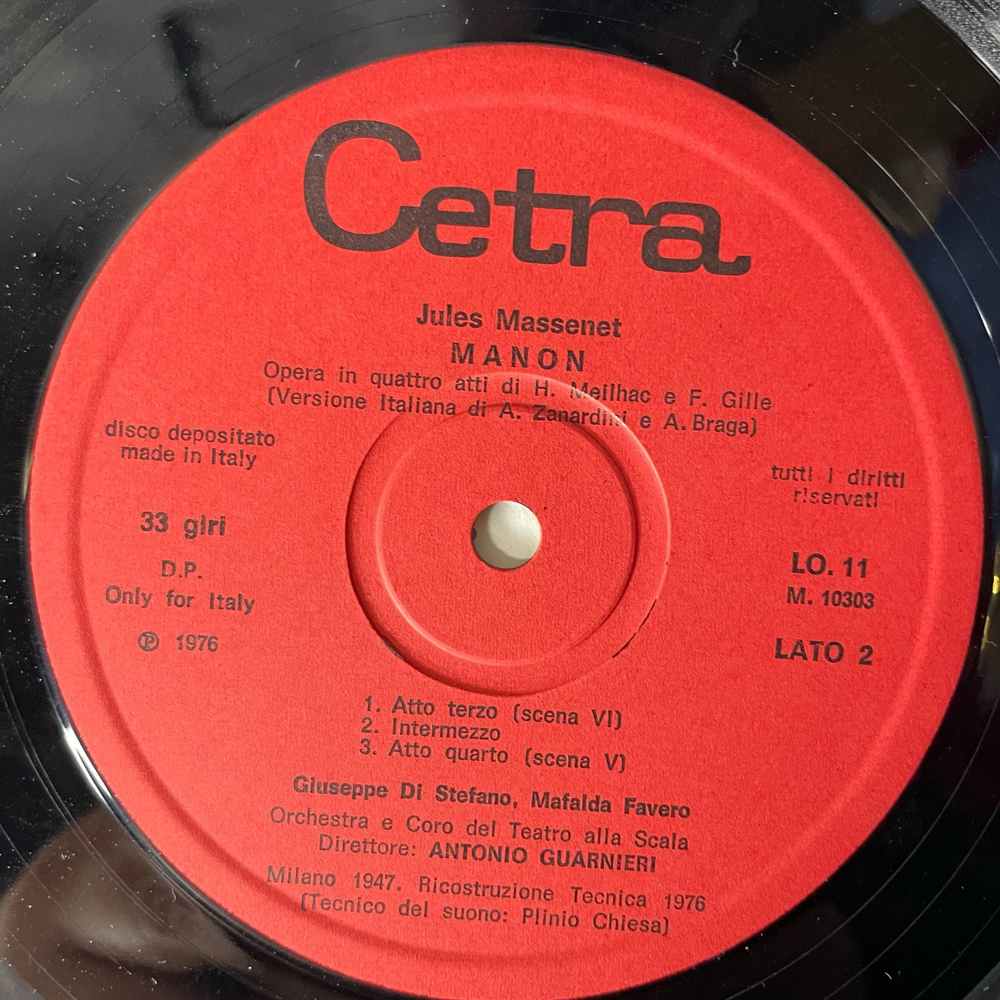 Cetra
Jules Massenet
MANON
Opera in quattro atti di H. Meilhac e F. Gille
(Versione Italiana di A. Zanardini e A. Braga)
disco depositato
made in Italy
33 giri
D.P.
Only for Italy
℗ 1976
tutti i diritti
riservati
LO. 11
M. 10303
LATO 2
1. Atto terzo (scena VI)
2. Intermezzo
3. Atto quarto (scena V)
Giuseppe Di Stefano, Mafalda Favero
Orchestra e Coro del Teatro alla Scala
Direttore: ANTONIO GUARNIERI
Milano 1947. Ricostruzione Tecnica 1976
(Tecnico del suono: Plinio Chiesa)